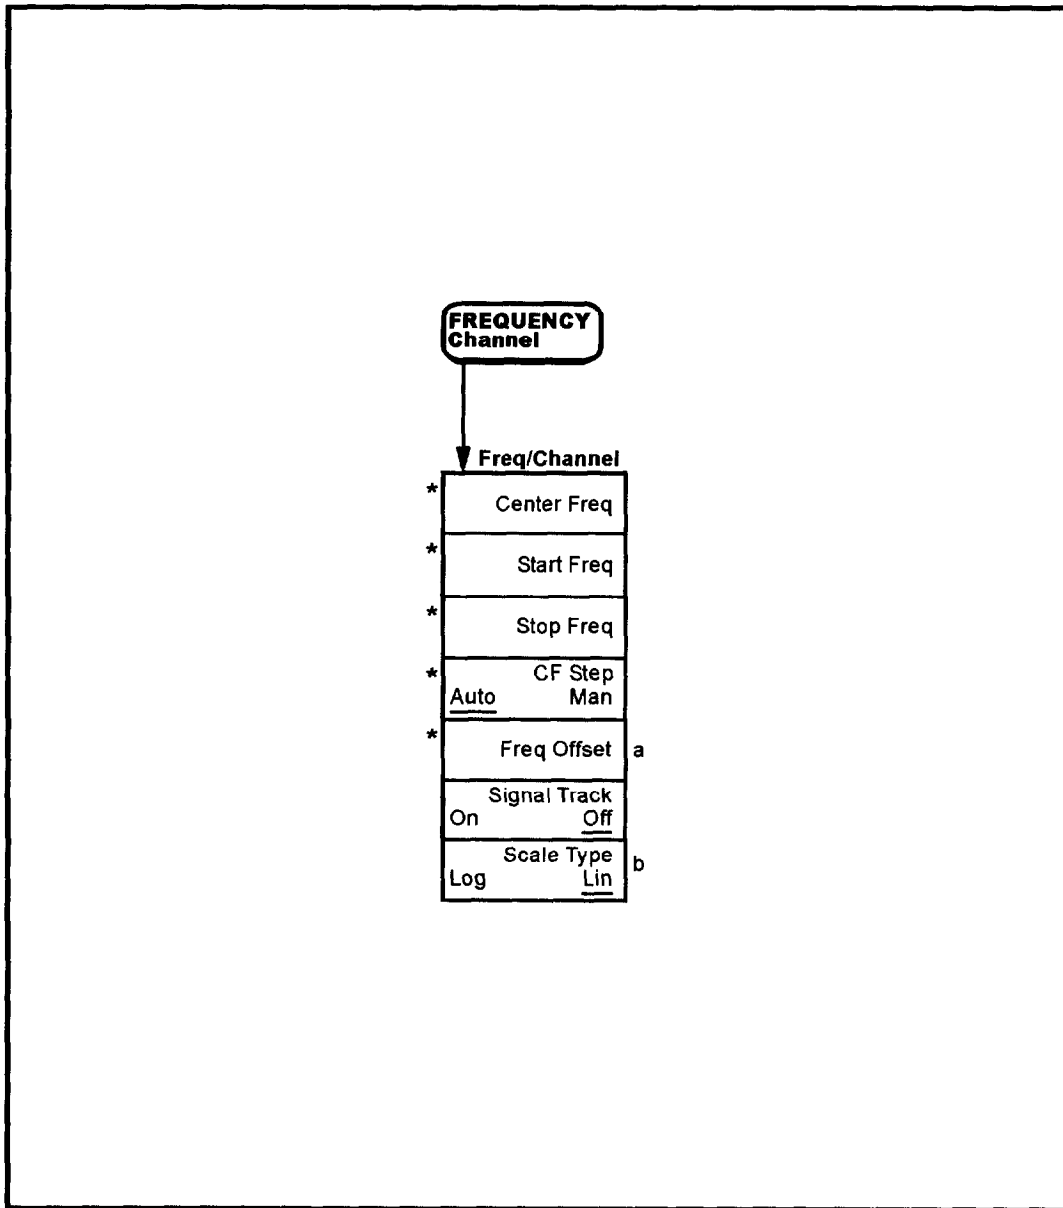 FREQUENCY
Channel
Freq/Channel
* Center Freq
* Start Freq
* Stop Freq
* CF Step
Auto Man
* Freq Offset a
Signal Track
On Off
Scale Type b
Log Lin